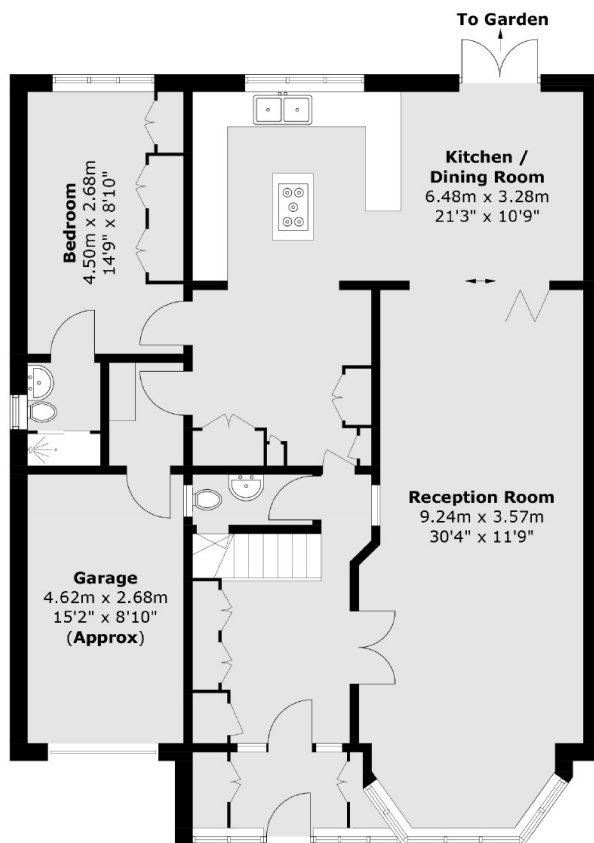 To Garden
Kitchen /
Dining Room
6.48m x 3.28m
21'3" x 10'9"
Bedroom
4.50m x 2.68m
14'9" x 8'10"
Reception Room
9.24m x 3.57m
30'4" x 11'9"
Garage
4.62m x 2.68m
15'2" x 8'10"
(Approx)